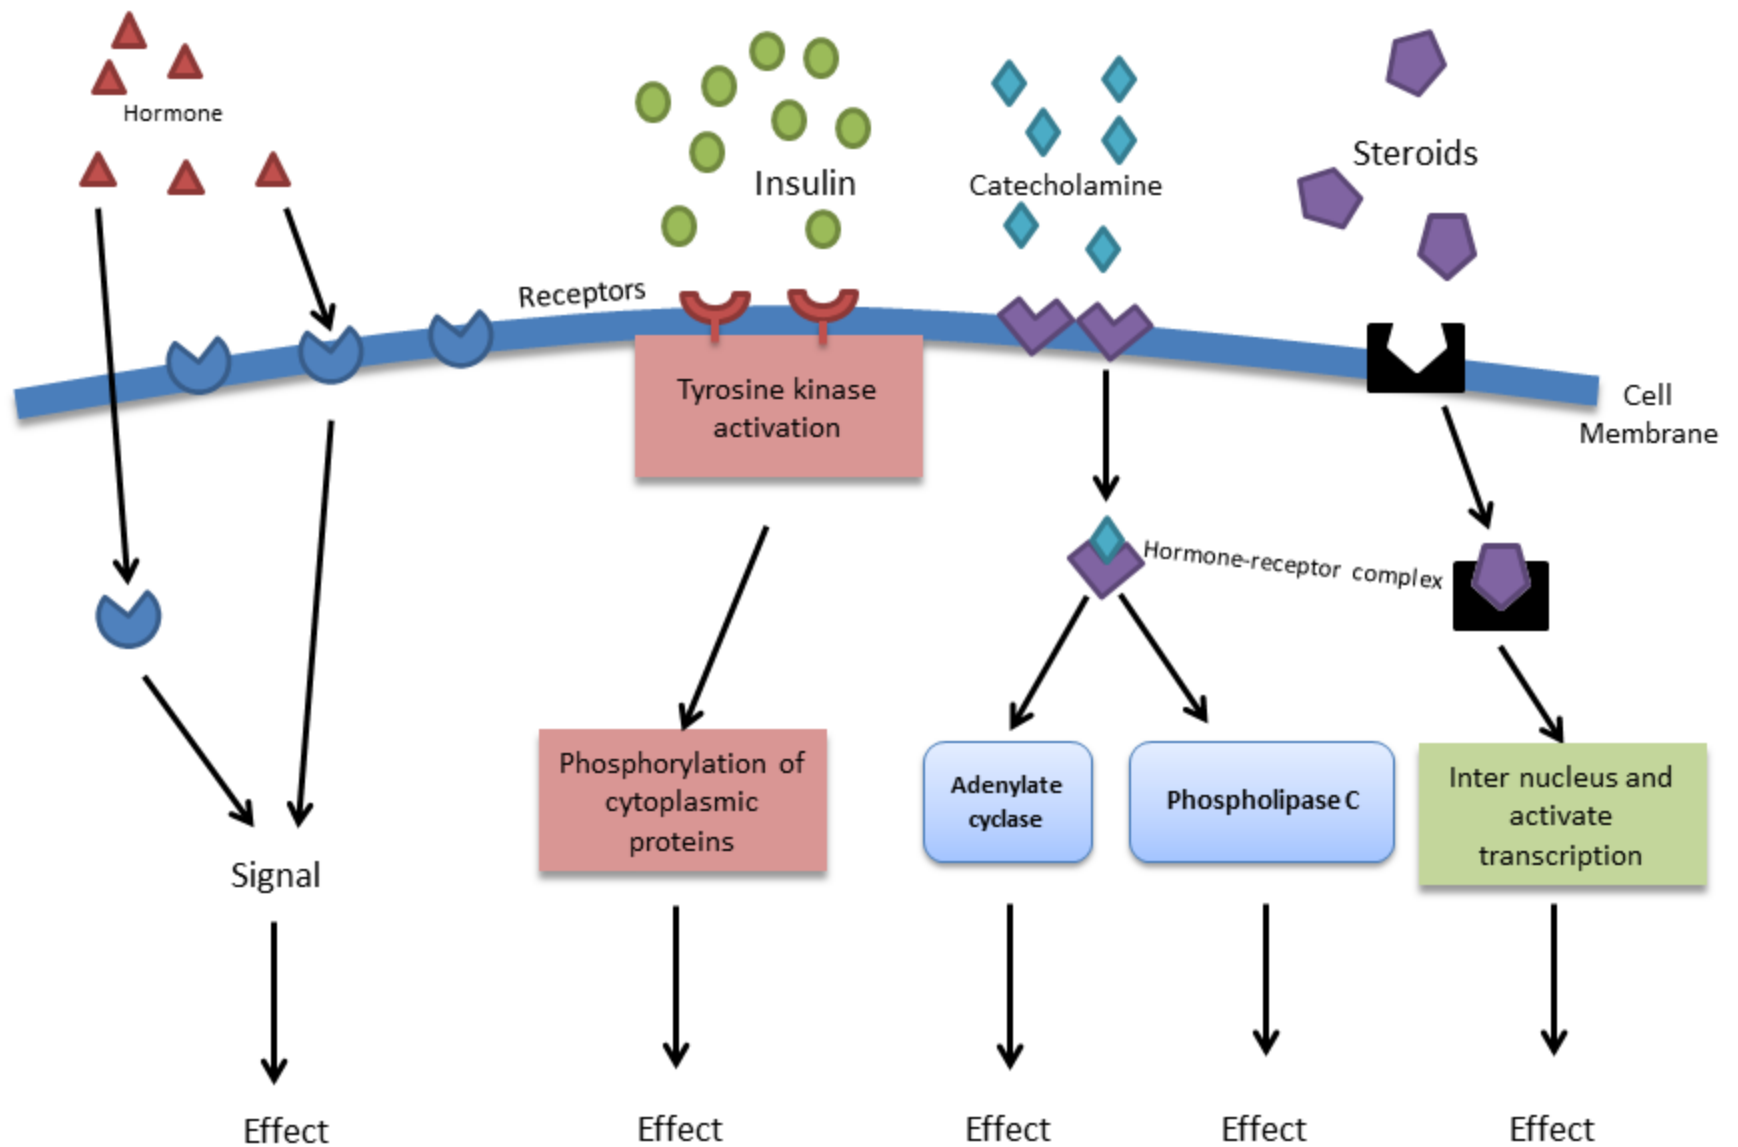 Hormone
Insulin
Catecholamine
Steroids
Receptors
Cell
Membrane
Tyrosine kinase
activation
Hormone-receptor complex
Phosphorylation of
cytoplasmic
proteins
Adenylate
cyclase
Phospholipase C
Inter nucleus and
activate
transcription
Signal
Effect
Effect
Effect
Effect
Effect